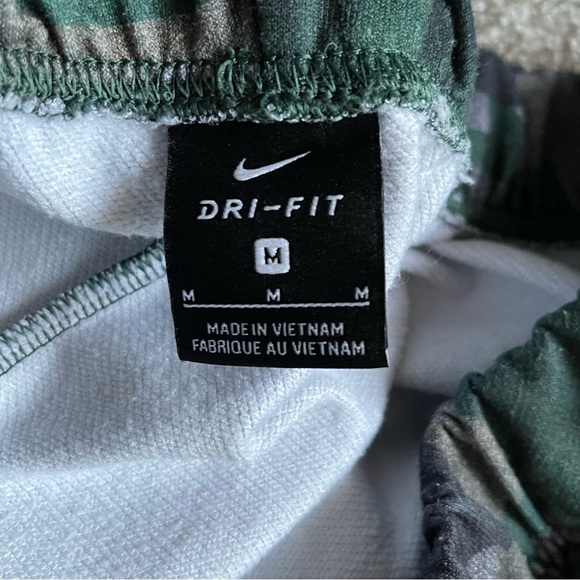 DRI-FIT
M
M M M
MADE IN VIETNAM
FABRIQUE AU VIETNAM